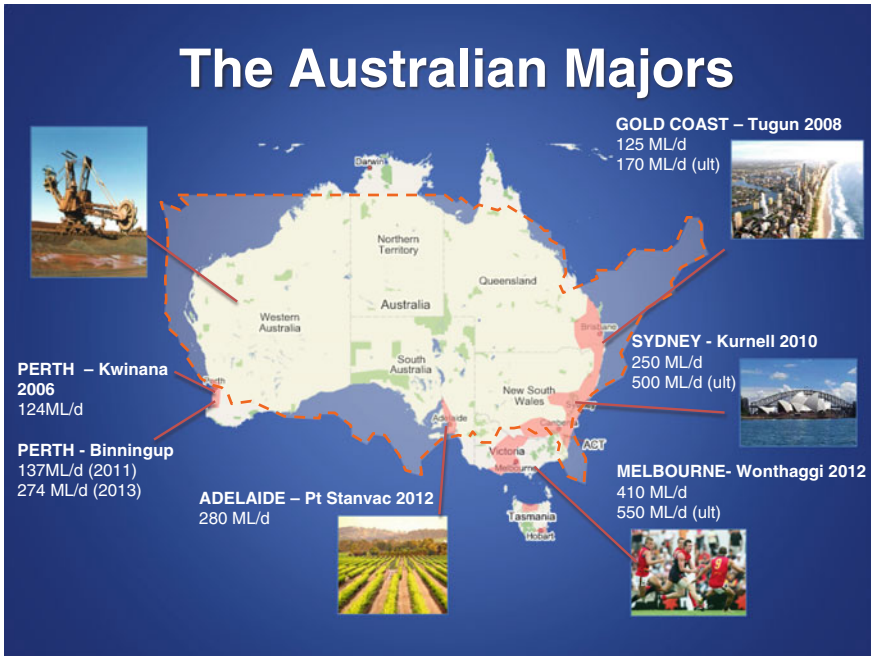 The Australian Majors
GOLD COAST – Tugun 2008
125 ML/d
170 ML/d (ult)
Darwin
Northern
Territory
Queensland
Australia
Western
Australia
Brisbane
South
Australia
SYDNEY - Kurnell 2010
250 ML/d
500 ML/d (ult)
PERTH – Kwinana
2006
124ML/d
Perth
New South
Wales
Sydney
Adelaide
Canberra
ACT
PERTH - Binningup
137ML/d (2011)
274 ML/d (2013)
Victoria
Melbourne
MELBOURNE- Wonthaggi 2012
410 ML/d
550 ML/d (ult)
ADELAIDE – Pt Stanvac 2012
280 ML/d
Tasmania
Hobart
9